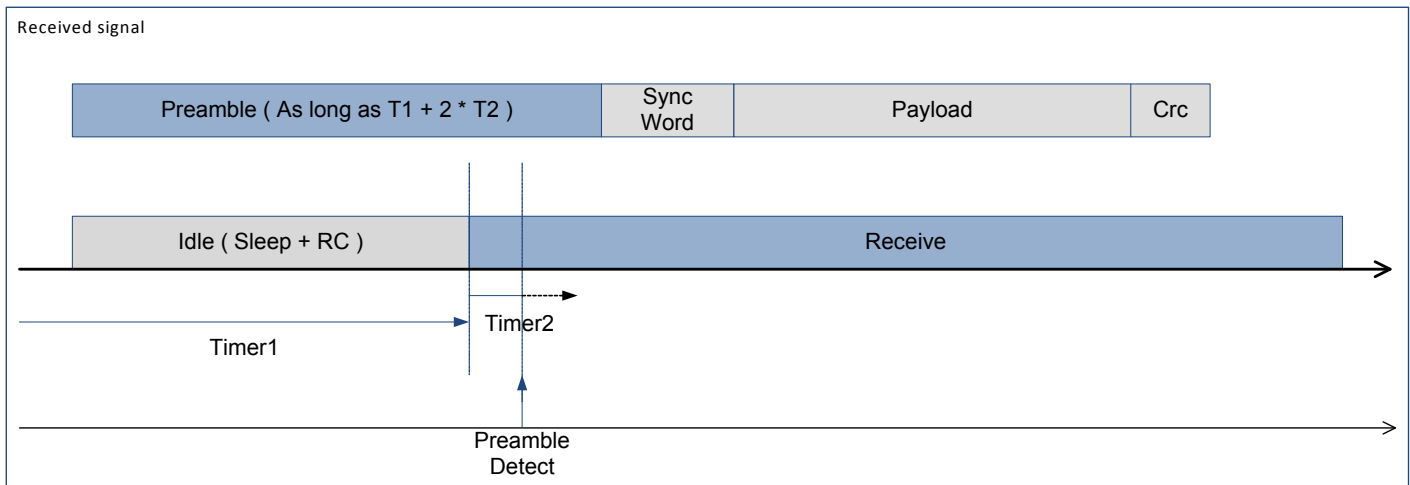 Received signal
Preamble ( As long as T1 + 2 * T2 )
Sync
Word
Payload
Crc
Idle ( Sleep + RC )
Receive
Timer2
Timer1
Preamble
Detect